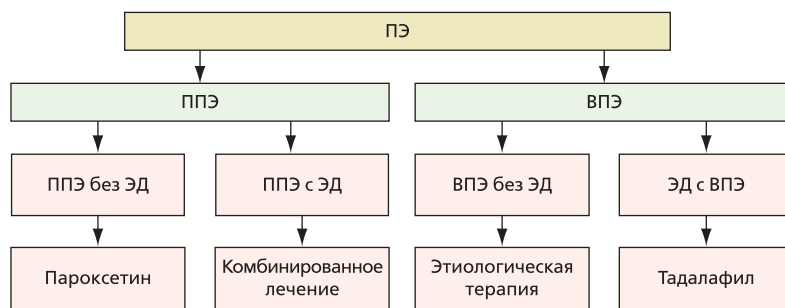 ПЭ
ППЭ
ВПЭ
ППЭ без ЭД
ППЭ с ЭД
ВПЭ без ЭД
ЭД с ВПЭ
Пароксетин
Комбинированное
лечение
Этиологическая
терапия
Тадалафил